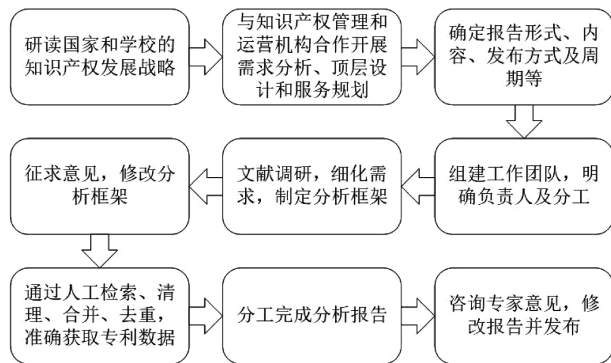 研读国家和学校的
知识产权发展战略
与知识产权管理和
运营机构合作开展
需求分析、顶层设
计和服务规划
确定报告形式、内
容、发布方式及周
期等
组建工作团队，明
确负责人及分工
文献调研，细化需
求，制定分析框架
征求意见，修改分
析框架
通过人工检索、清
理、合并、去重，
准确获取专利数据
分工完成分析报告
咨询专家意见，修
改报告并发布